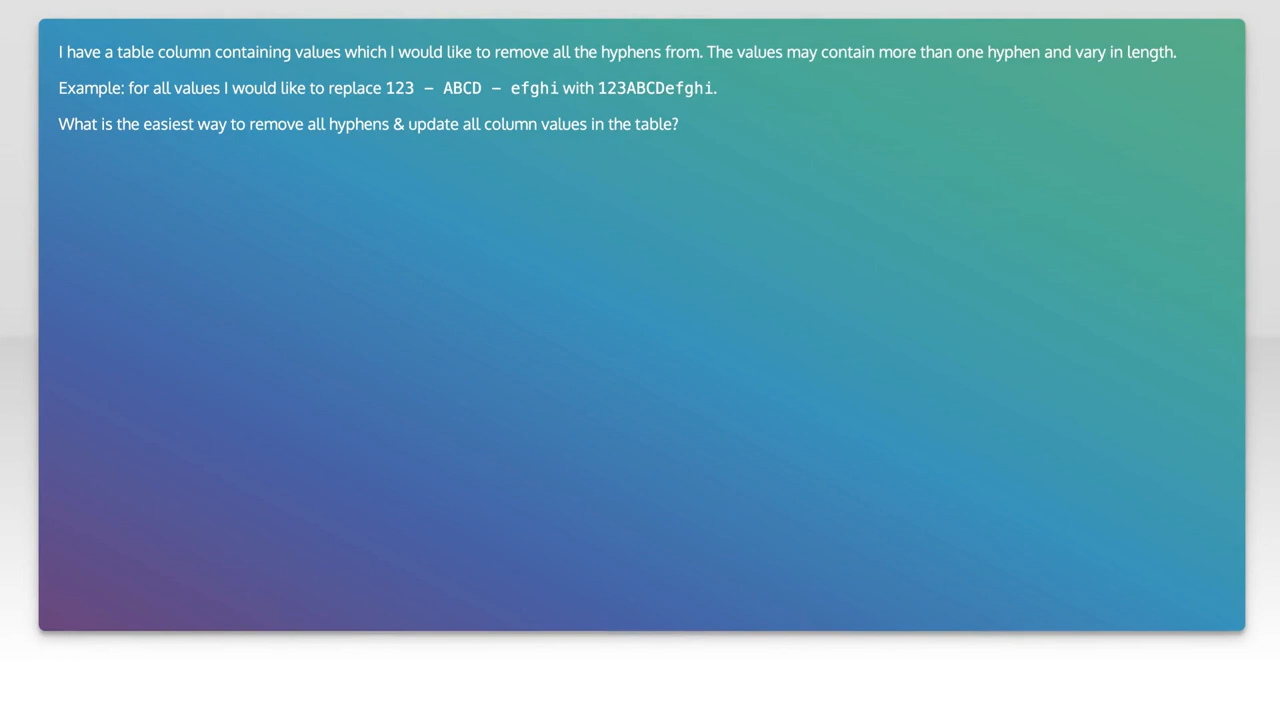 I have a table column containing values which I would like to remove all the hyphens from. The values may contain more than one hyphen and vary in length.
Example: for all values I would like to replace 123 – ABCD – efghi with 123ABCDefghi.
What is the easiest way to remove all hyphens & update all column values in the table?